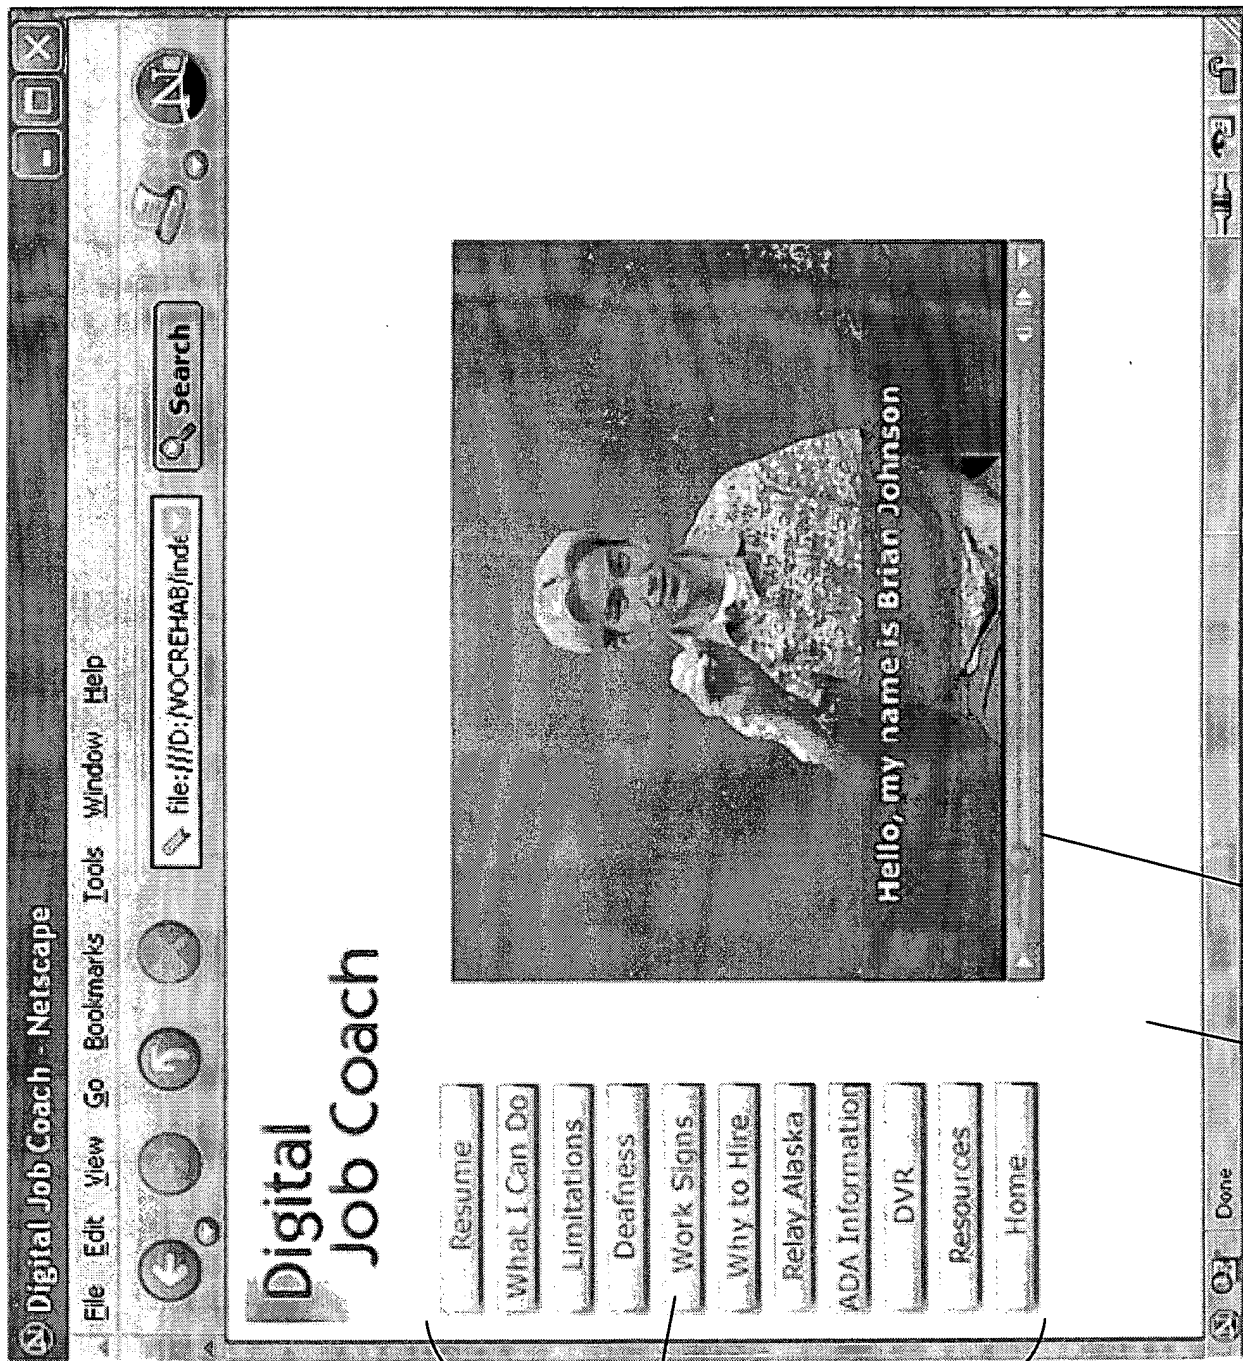 Digital Job Coach - Netscape
File Edit View Go Bookmarks Tools Window Help
file:///D:/VOCREHAB/inde
Search
Digital
Job Coach
Resume
What I Can Do
Limitations
Deafness
Work Signs
Why to Hire
Relay Alaska
ADA Information
DVR
Resources
Home
Hello, my name is Brian Johnson
Done